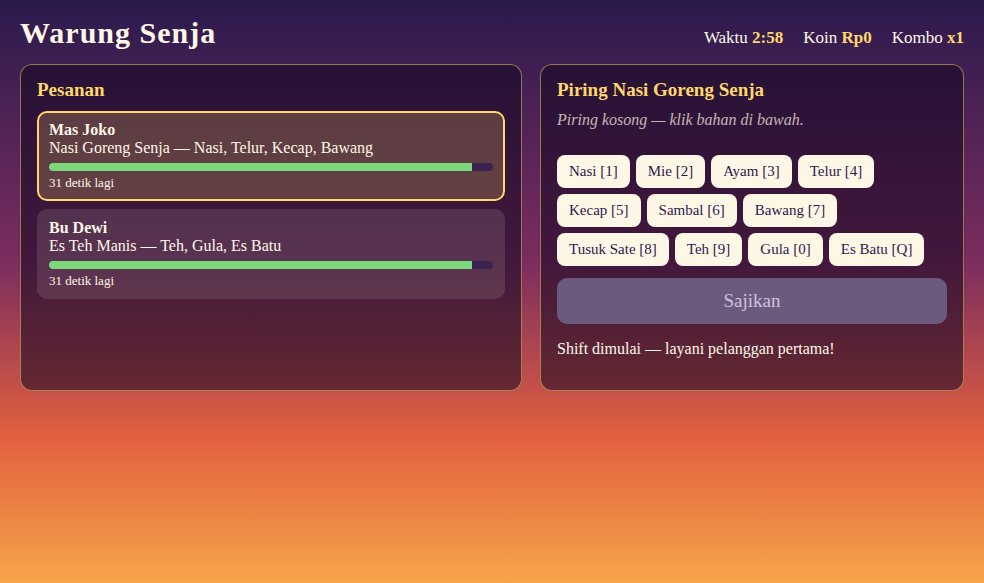 Warung Senja
Waktu 2:58 Koin Rp0 Kombo x1
Pesanan
Mas Joko
Nasi Goreng Senja — Nasi, Telur, Kecap, Bawang
31 detik lagi
Bu Dewi
Es Teh Manis — Teh, Gula, Es Batu
31 detik lagi
Piring Nasi Goreng Senja
Piring kosong — klik bahan di bawah.
Nasi [1] Mie [2] Ayam [3] Telur [4]
Kecap [5] Sambal [6] Bawang [7]
Tusuk Sate [8] Teh [9] Gula [0] Es Batu [Q]
Sajikan
Shift dimulai — layani pelanggan pertama!